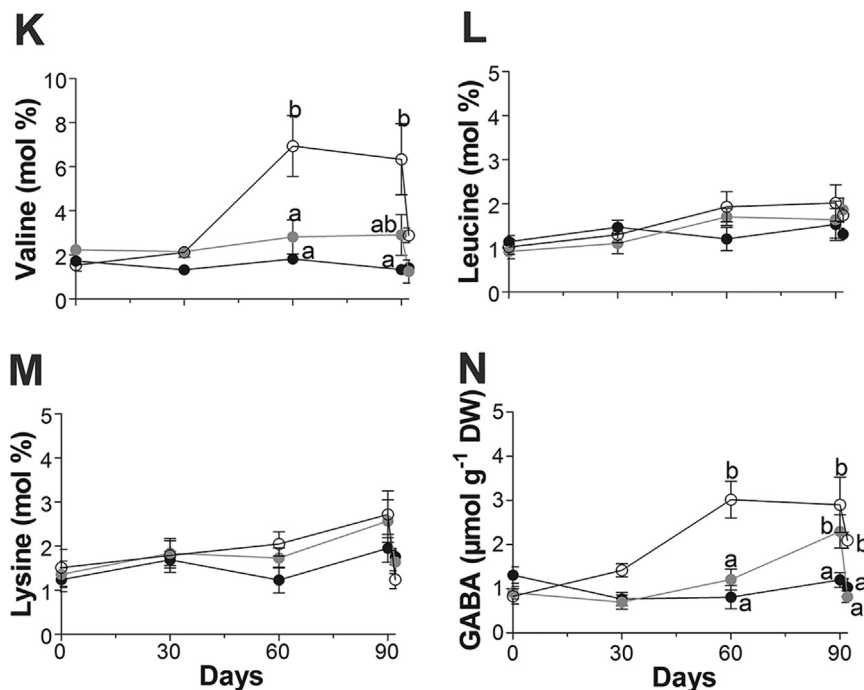 K
Valine (mol %)
10
8
6
4
2
0
b
b
a
ab
a
a
L
Leucine (mol %)
5
4
3
2
1
0
M
Lysine (mol %)
5
4
3
2
1
0
0
30
60
90
Days
N
GABA (µmol g⁻¹ DW)
5
4
3
2
1
0
b
b
b
b
a
a
a
a
a
0
30
60
90
Days